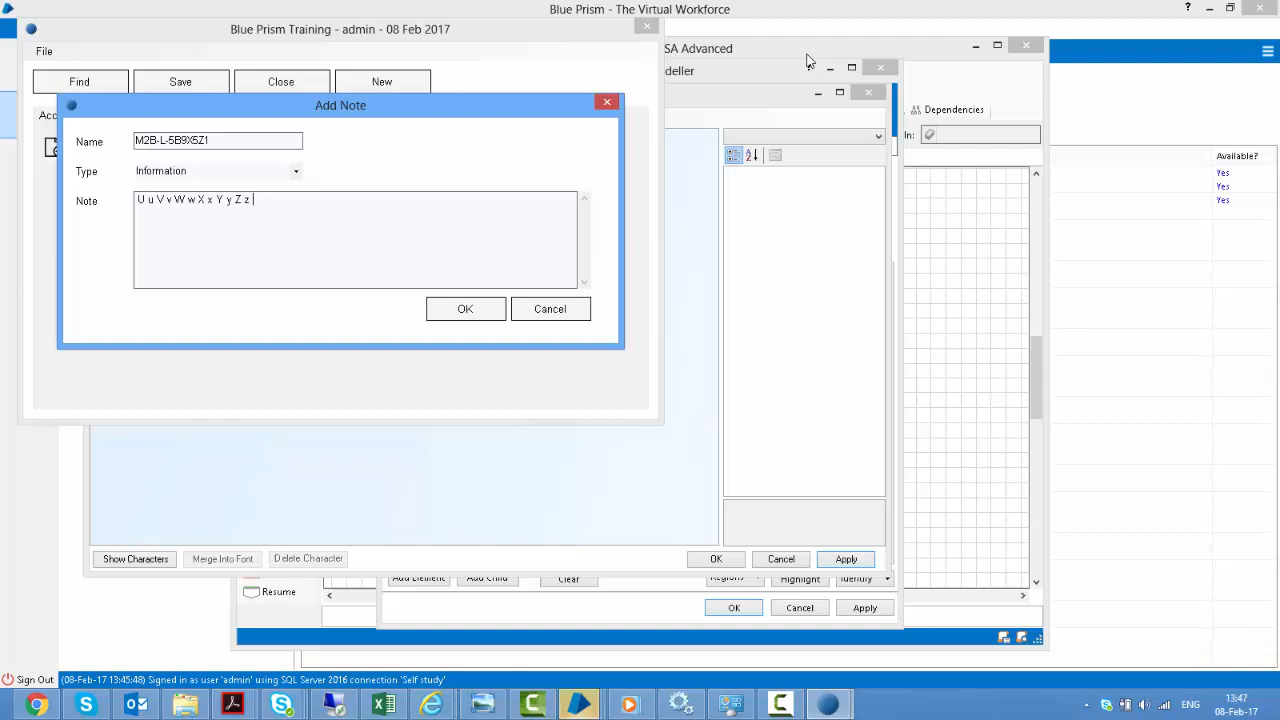 Blue Prism - The Virtual Workforce
?
Blue Prism Training - admin - 08 Feb 2017
SA Advanced
File
deller
Find
Save
Close
New
Add Note
Acc
Dependencies
Name
M2B-L-5B9X5Z1
In:
Type
Information
Available?
Yes
Yes
Yes
Note
U u V v W w X x Y y Z z
OK
Cancel
Show Characters
Merge Into Font
Delete Character
OK
Cancel
Apply
Add Element
Add Child
Clear
Regions
Highlight
Identify
Resume
OK
Cancel
Apply
Sign Out
(08-Feb-17 13:45:48) Signed in as user 'admin' using SQL Server 2016 connection 'Self study'
ENG
13:47
08-Feb-17